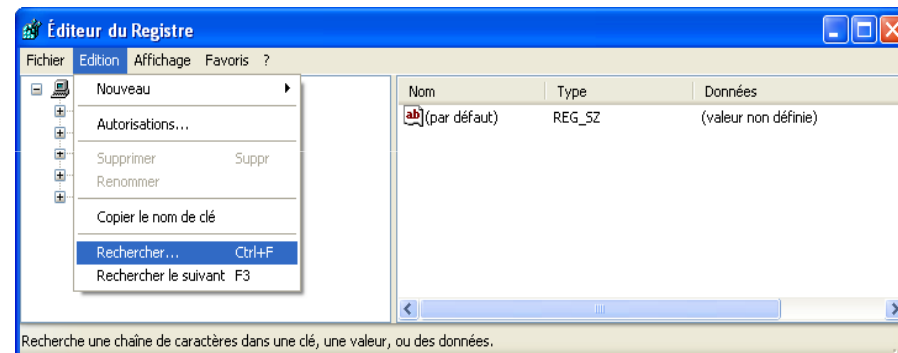 Éditeur du Registre
Fichier Edition Affichage Favoris ?
Nouveau
Autorisations...
Supprimer Suppr
Renommer
Copier le nom de clé
Rechercher... Ctrl+F
Rechercher le suivant F3
Nom Type Données
ab (par défaut) REG_SZ (valeur non définie)
Recherche une chaîne de caractères dans une clé, une valeur, ou des données.